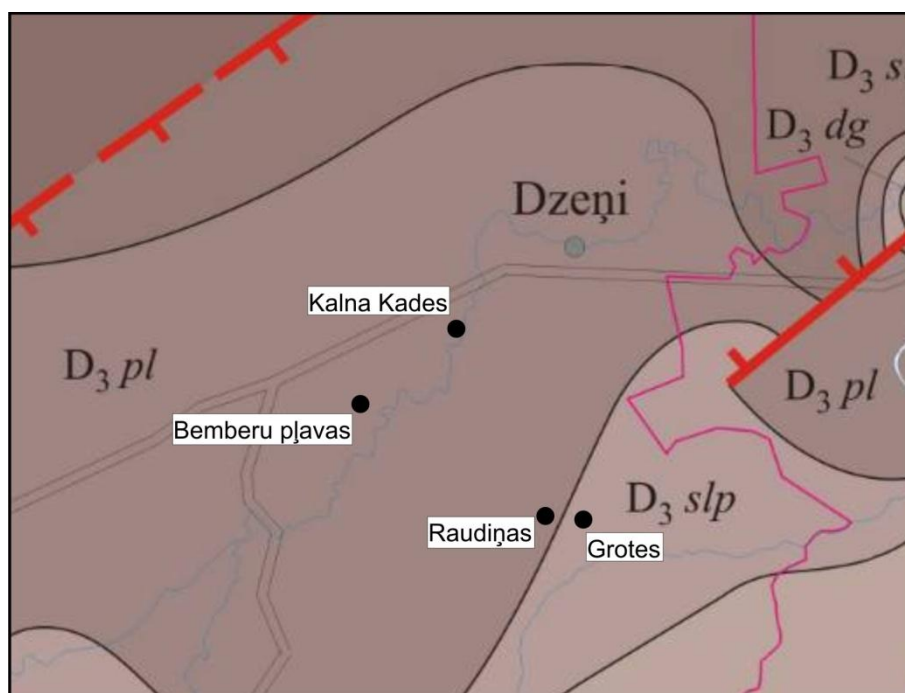 D₃ s
D₃ dg
Dzeņi
Kalna Kades
D₃ pl
D₃ pl
Bemberu pļavas
D₃ slp
Raudiņas
Grotes